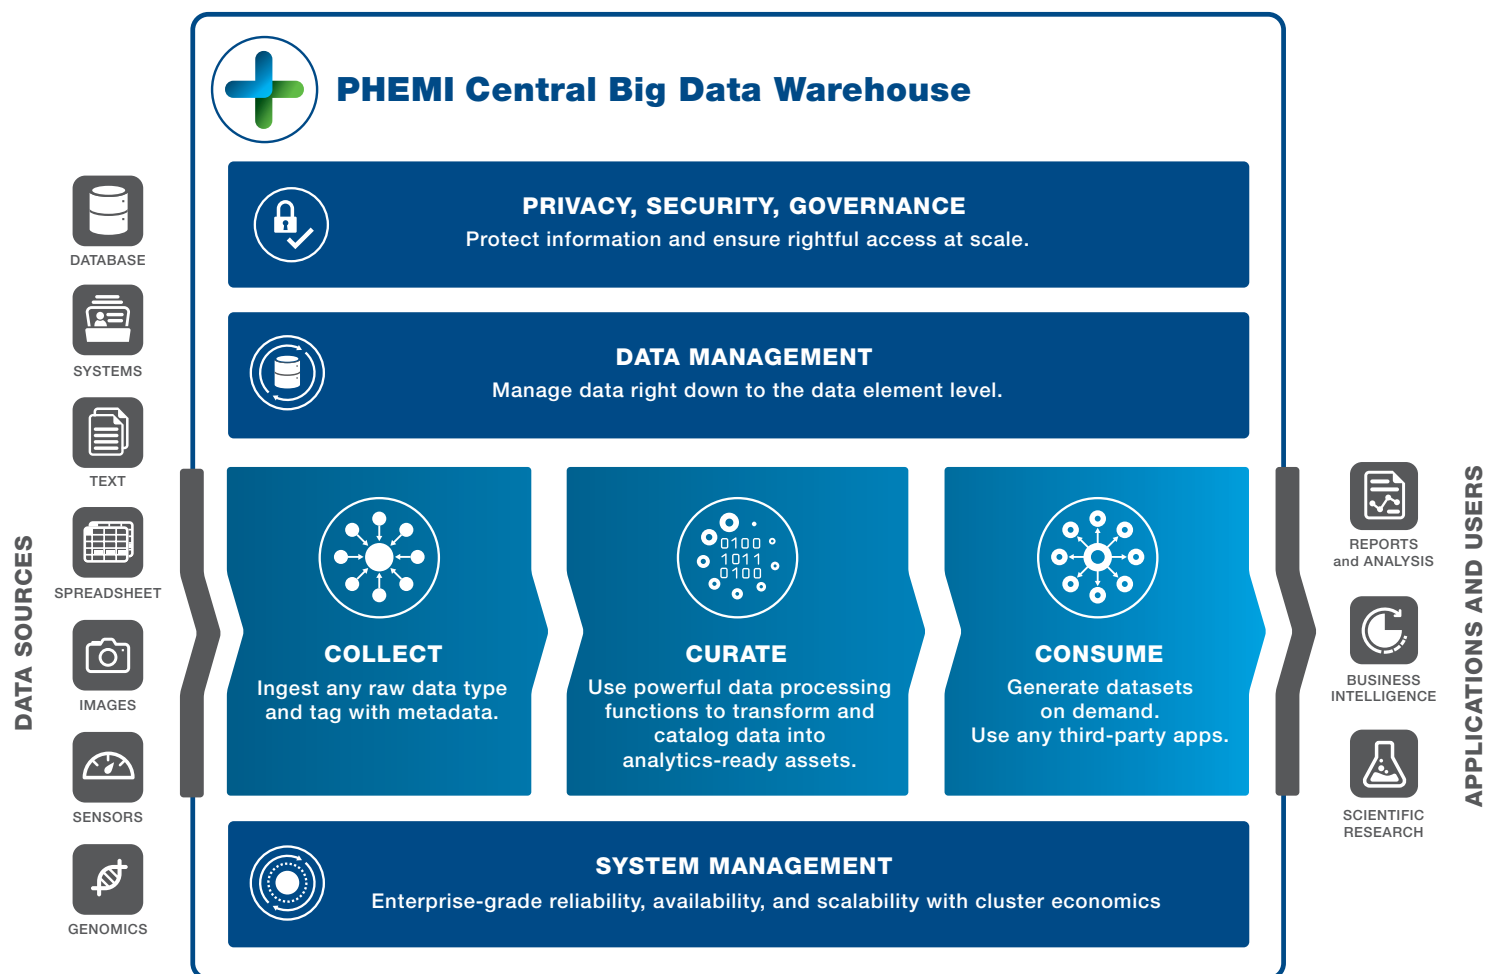 PHEMI Central Big Data Warehouse
PRIVACY, SECURITY, GOVERNANCE
Protect information and ensure rightful access at scale.
DATA MANAGEMENT
Manage data right down to the data element level.
DATA SOURCES
DATABASE
SYSTEMS
TEXT
SPREADSHEET
IMAGES
SENSORS
GENOMICS
COLLECT
Ingest any raw data type
and tag with metadata.
0100
1011
0100
CURATE
Use powerful data processing
functions to transform and
catalog data into
analytics-ready assets.
CONSUME
Generate datasets
on demand.
Use any third-party apps.
SYSTEM MANAGEMENT
Enterprise-grade reliability, availability, and scalability with cluster economics
REPORTS
and ANALYSIS
BUSINESS
INTELLIGENCE
SCIENTIFIC
RESEARCH
APPLICATIONS AND USERS